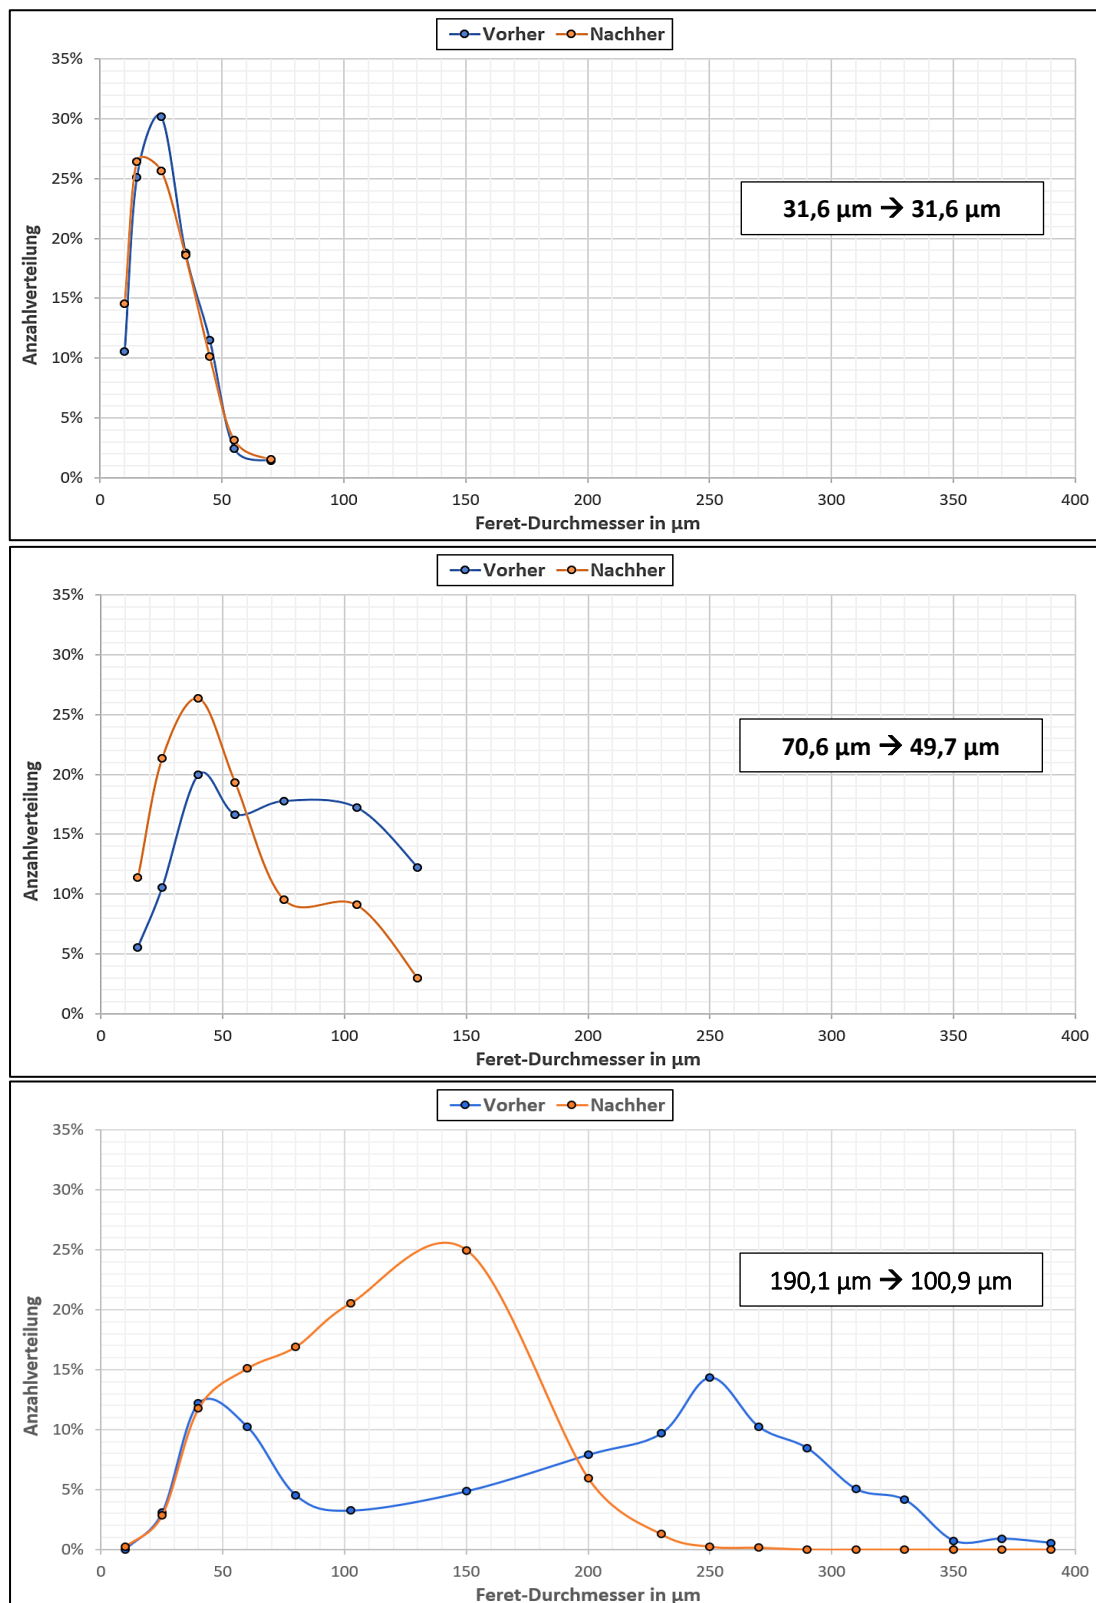 Vorher Nachher
35%
30%
25%
20%
15%
10%
5%
0%
Anzahlverteilung
31,6 µm → 31,6 µm
0 50 100 150 200 250 300 350 400
Feret-Durchmesser in µm
Vorher Nachher
35%
30%
25%
20%
15%
10%
5%
0%
Anzahlverteilung
70,6 µm → 49,7 µm
0 50 100 150 200 250 300 350 400
Feret-Durchmesser in µm
Vorher Nachher
35%
30%
25%
20%
15%
10%
5%
0%
Anzahlverteilung
190,1 µm → 100,9 µm
0 50 100 150 200 250 300 350 400
Feret-Durchmesser in µm